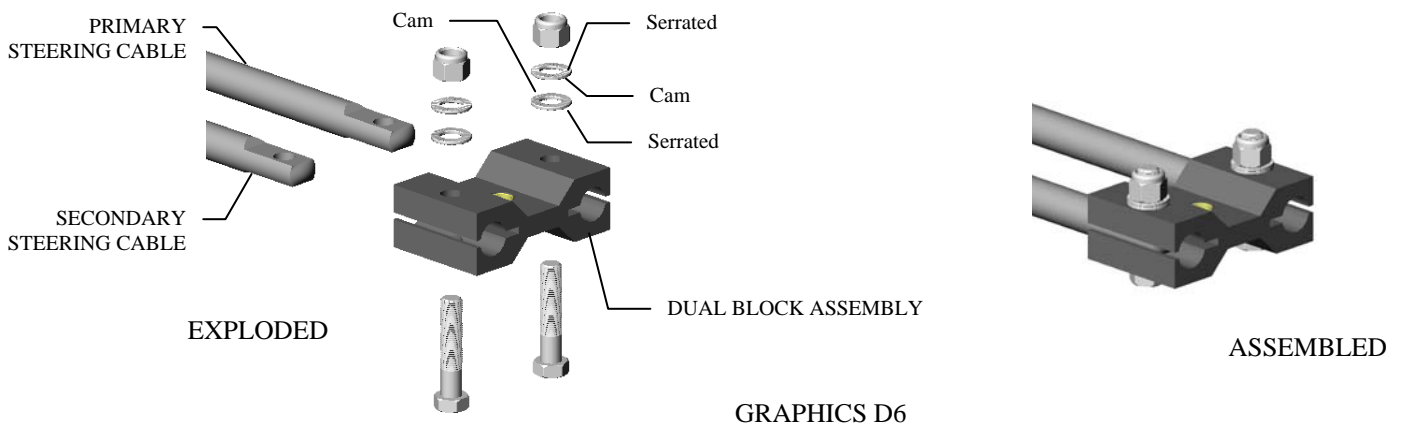 PRIMARY
STEERING CABLE
Cam
Serrated
Cam
Serrated
SECONDARY
STEERING CABLE
DUAL BLOCK ASSEMBLY
EXPLODED
ASSEMBLED
GRAPHICS D6